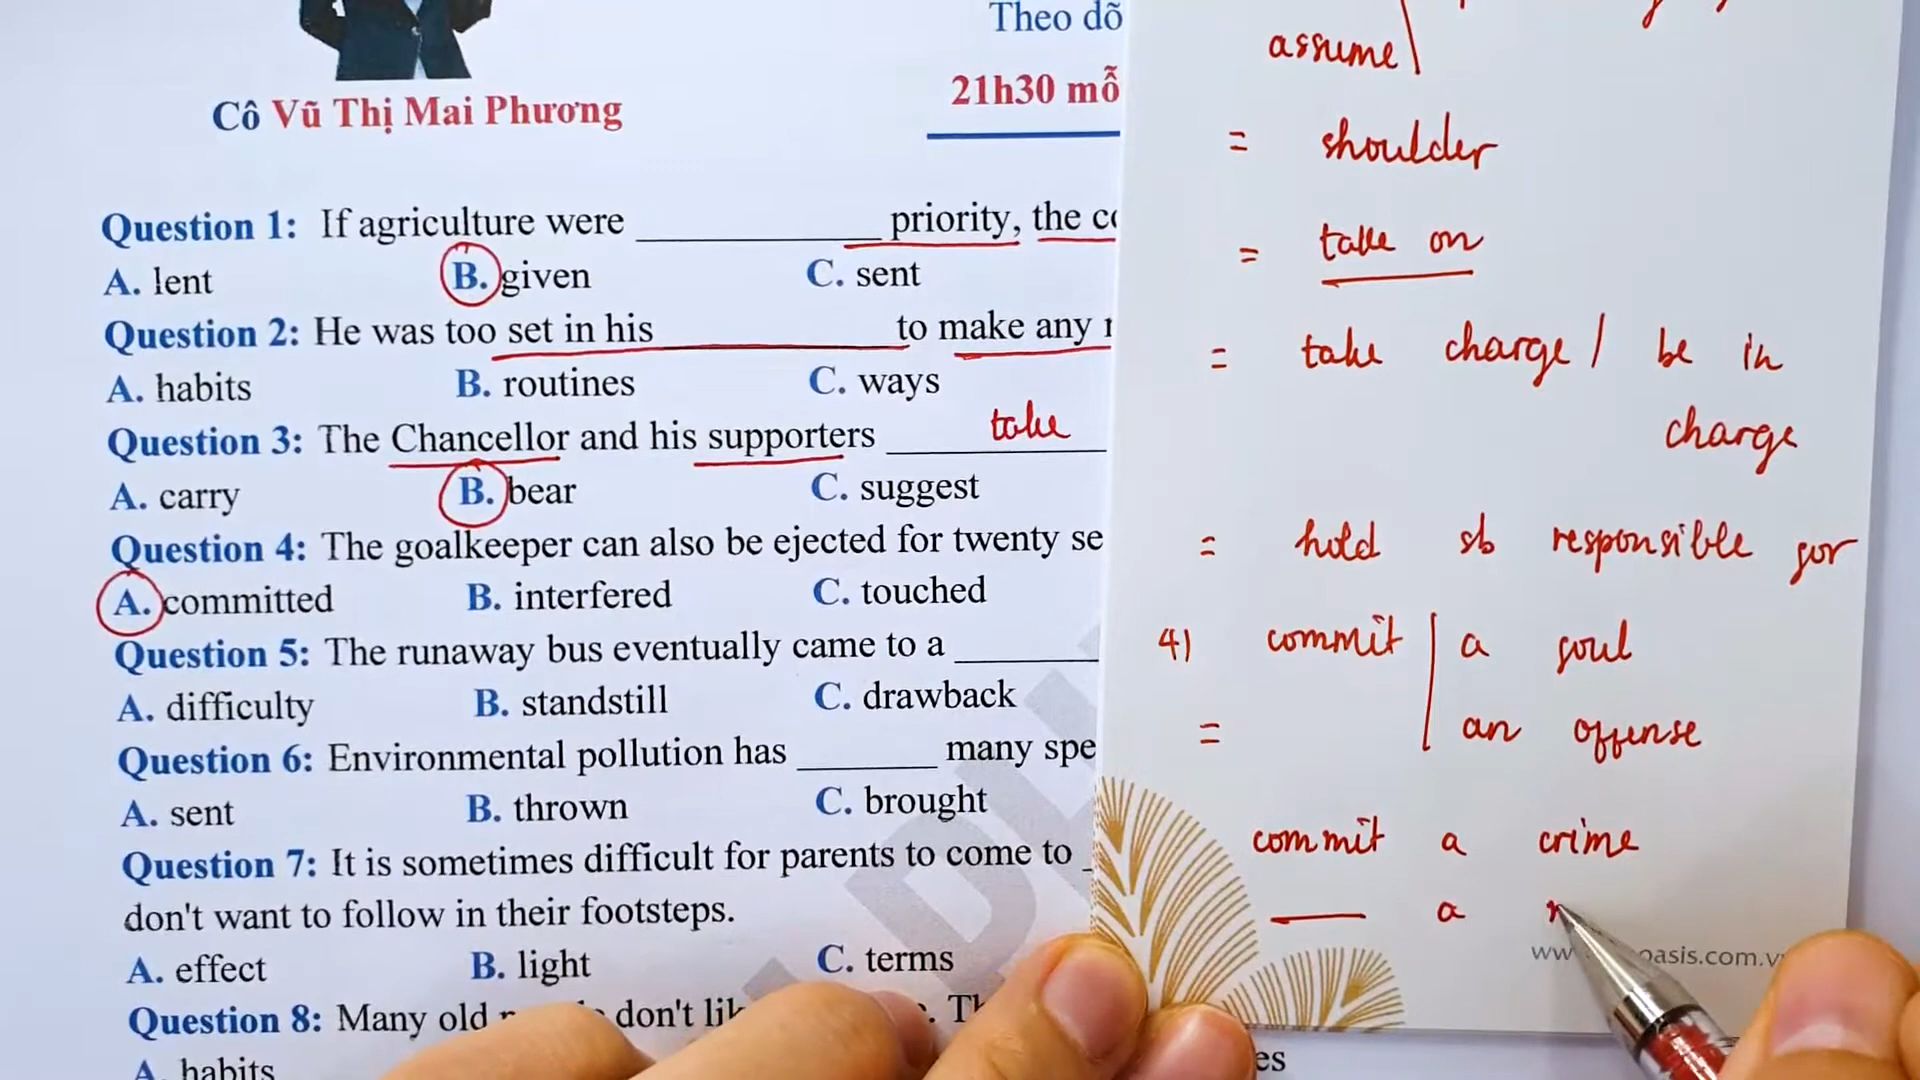 Theo dõ
21h30 mỗ
Cô Vũ Thị Mai Phương
Question 1: If agriculture were ____________ priority, the co
A. lent B. given C. sent
Question 2: He was too set in his ____________ to make any
A. habits B. routines C. ways
Question 3: The Chancellor and his supporters ____take____
A. carry B. bear C. suggest
Question 4: The goalkeeper can also be ejected for twenty se
A. committed B. interfered C. touched
Question 5: The runaway bus eventually came to a ________
A. difficulty B. standstill C. drawback
Question 6: Environmental pollution has _______ many spe
A. sent B. thrown C. brought
Question 7: It is sometimes difficult for parents to come to _
don't want to follow in their footsteps.
A. effect B. light C. terms
Question 8: Many old don't lik
A. habits
es
assume
= shoulder
= take on
= take charge / be in
charge
= hold sb responsible for
4) commit a foul
= an offense
commit a crime
____ a
oasis.com.v